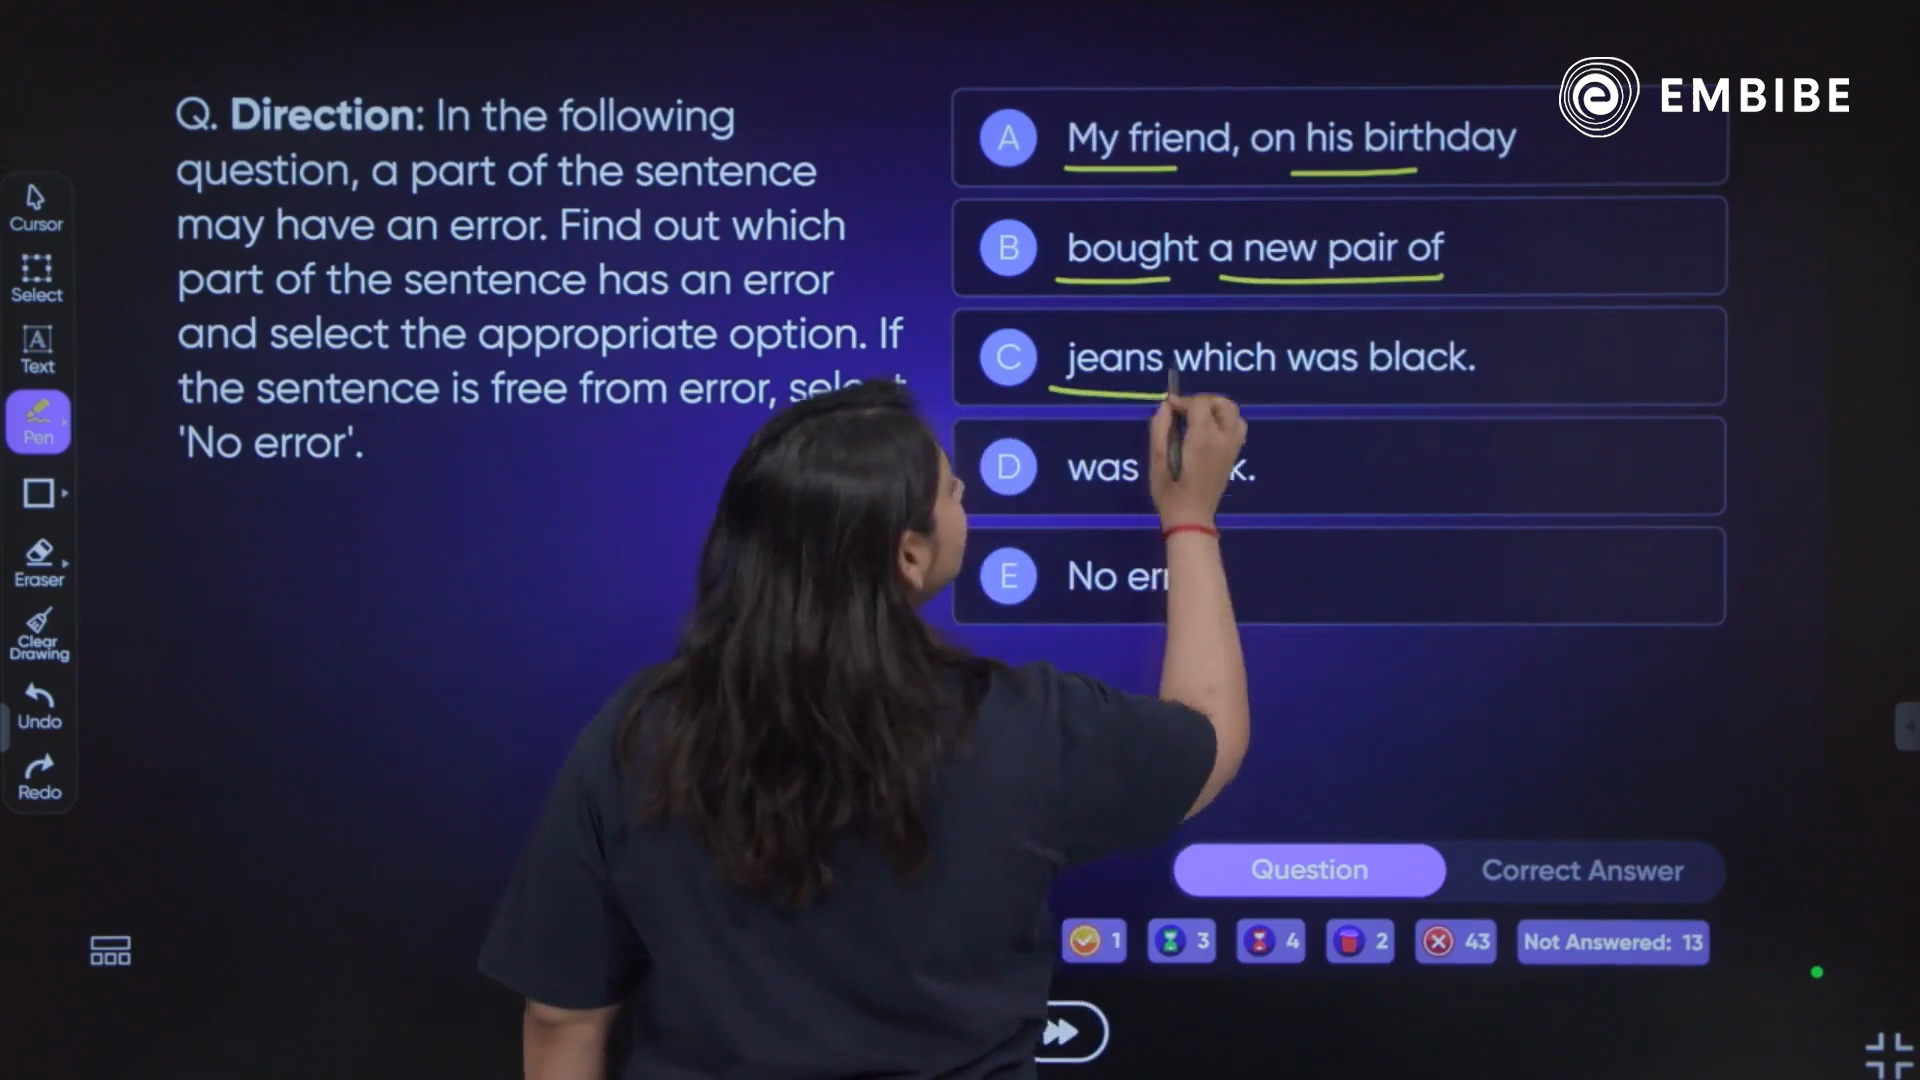 EMBIBE
Q. Direction: In the following
question, a part of the sentence
may have an error. Find out which
part of the sentence has an error
and select the appropriate option. If
the sentence is free from error,
'No error'.
A My friend, on his birthday
B bought a new pair of
C jeans which was black.
D was
E No
Cursor
Select
Text
Pen
Eraser
Clear
Drawing
Undo
Redo
Question Correct Answer
1 3 4 2 43 Not Answered: 13